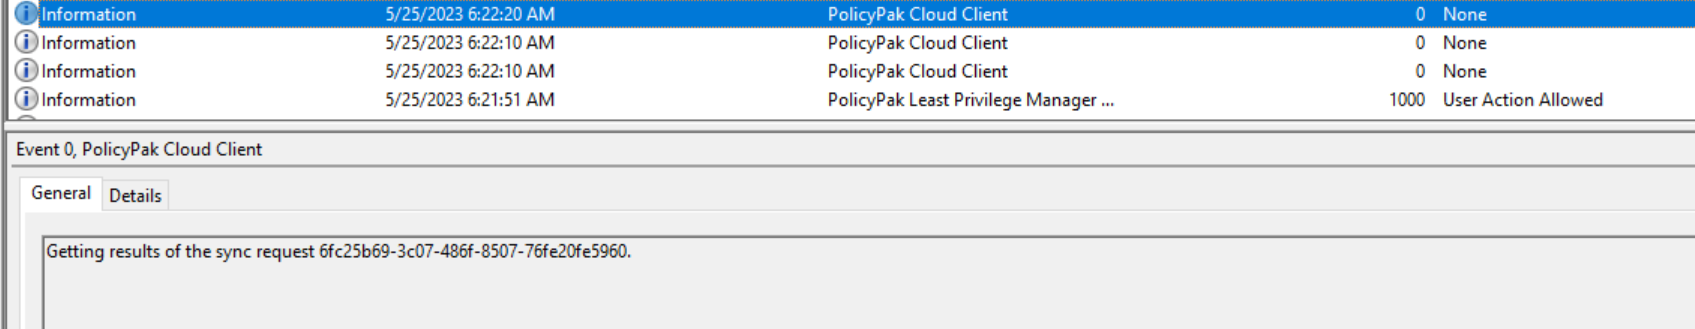 Information 5/25/2023 6:22:20 AM PolicyPak Cloud Client 0 None
Information 5/25/2023 6:22:10 AM PolicyPak Cloud Client 0 None
Information 5/25/2023 6:22:10 AM PolicyPak Cloud Client 0 None
Information 5/25/2023 6:21:51 AM PolicyPak Least Privilege Manager ... 1000 User Action Allowed
Event 0, PolicyPak Cloud Client
General Details
Getting results of the sync request 6fc25b69-3c07-486f-8507-76fe20fe5960.